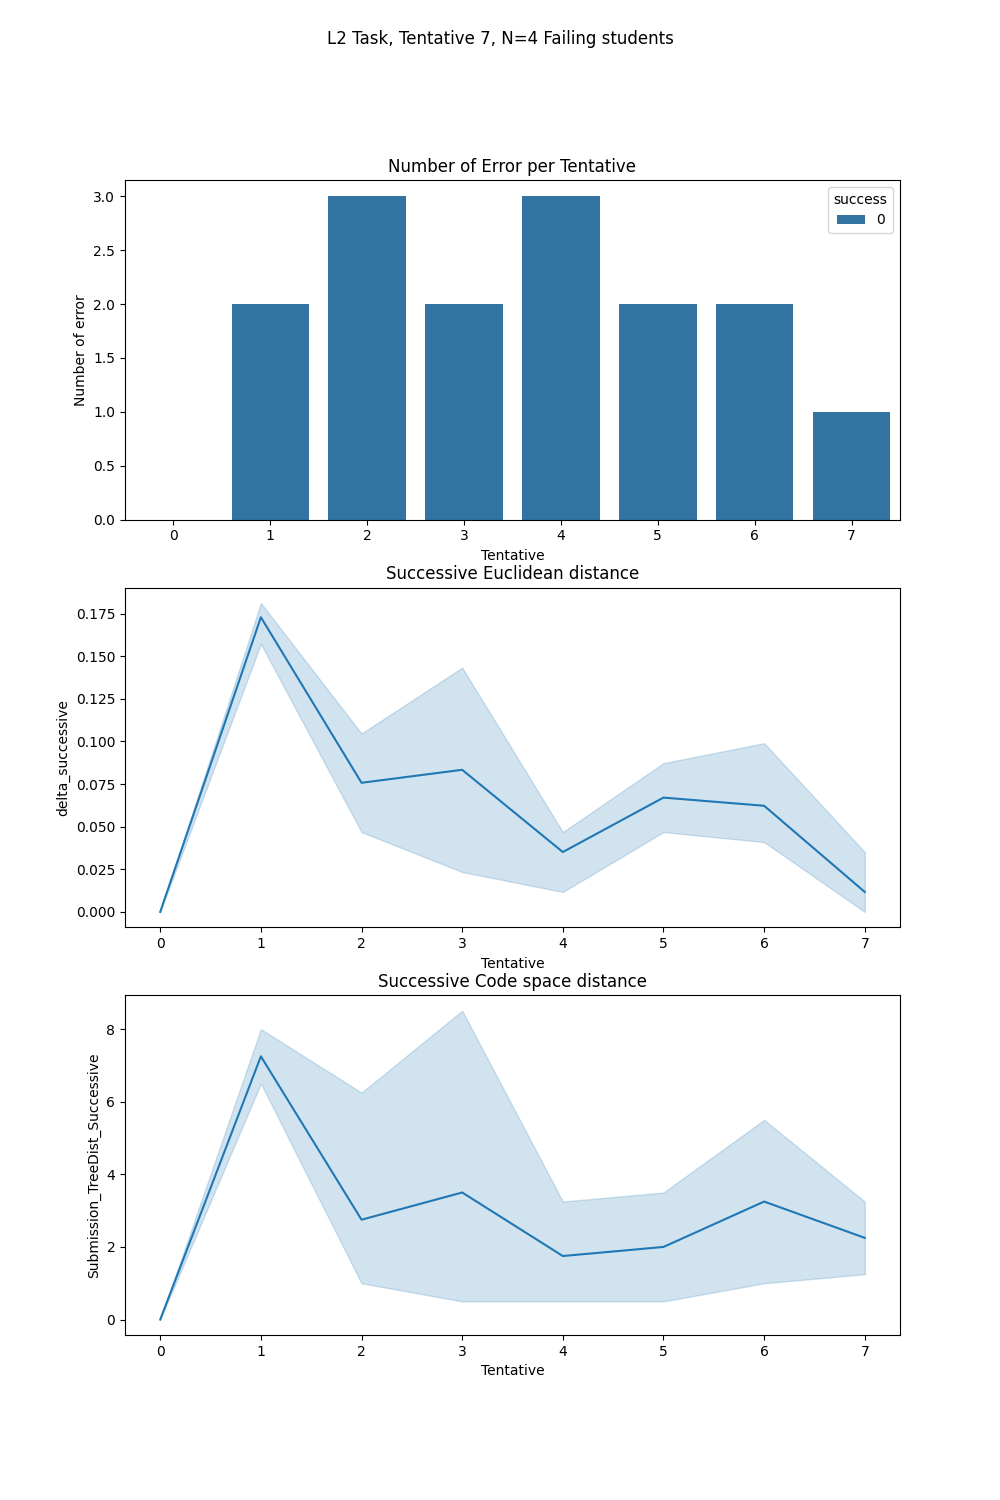 L2 Task, Tentative 7, N=4 Failing students
Number of Error per Tentative
success
0
3.0
2.5
2.0
1.5
1.0
0.5
0.0
Number of error
0 1 2 3 4 5 6 7
Tentative
Successive Euclidean distance
0.175
0.150
0.125
0.100
0.075
0.050
0.025
0.000
delta_successive
0 1 2 3 4 5 6 7
Tentative
Successive Code space distance
8
6
4
2
0
Submission_TreeDist_Successive
0 1 2 3 4 5 6 7
Tentative